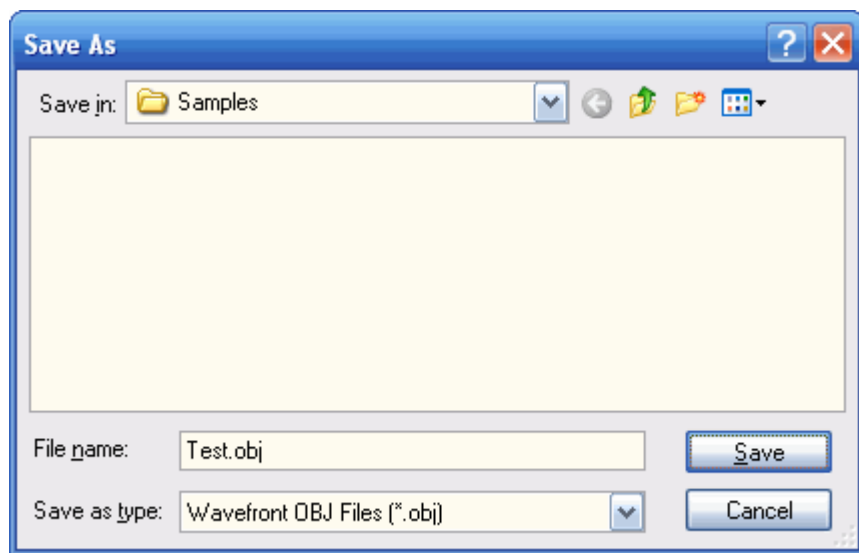 Save As
Save in: Samples
File name: Test.obj Save
Save as type: Wavefront OBJ Files (*.obj) Cancel